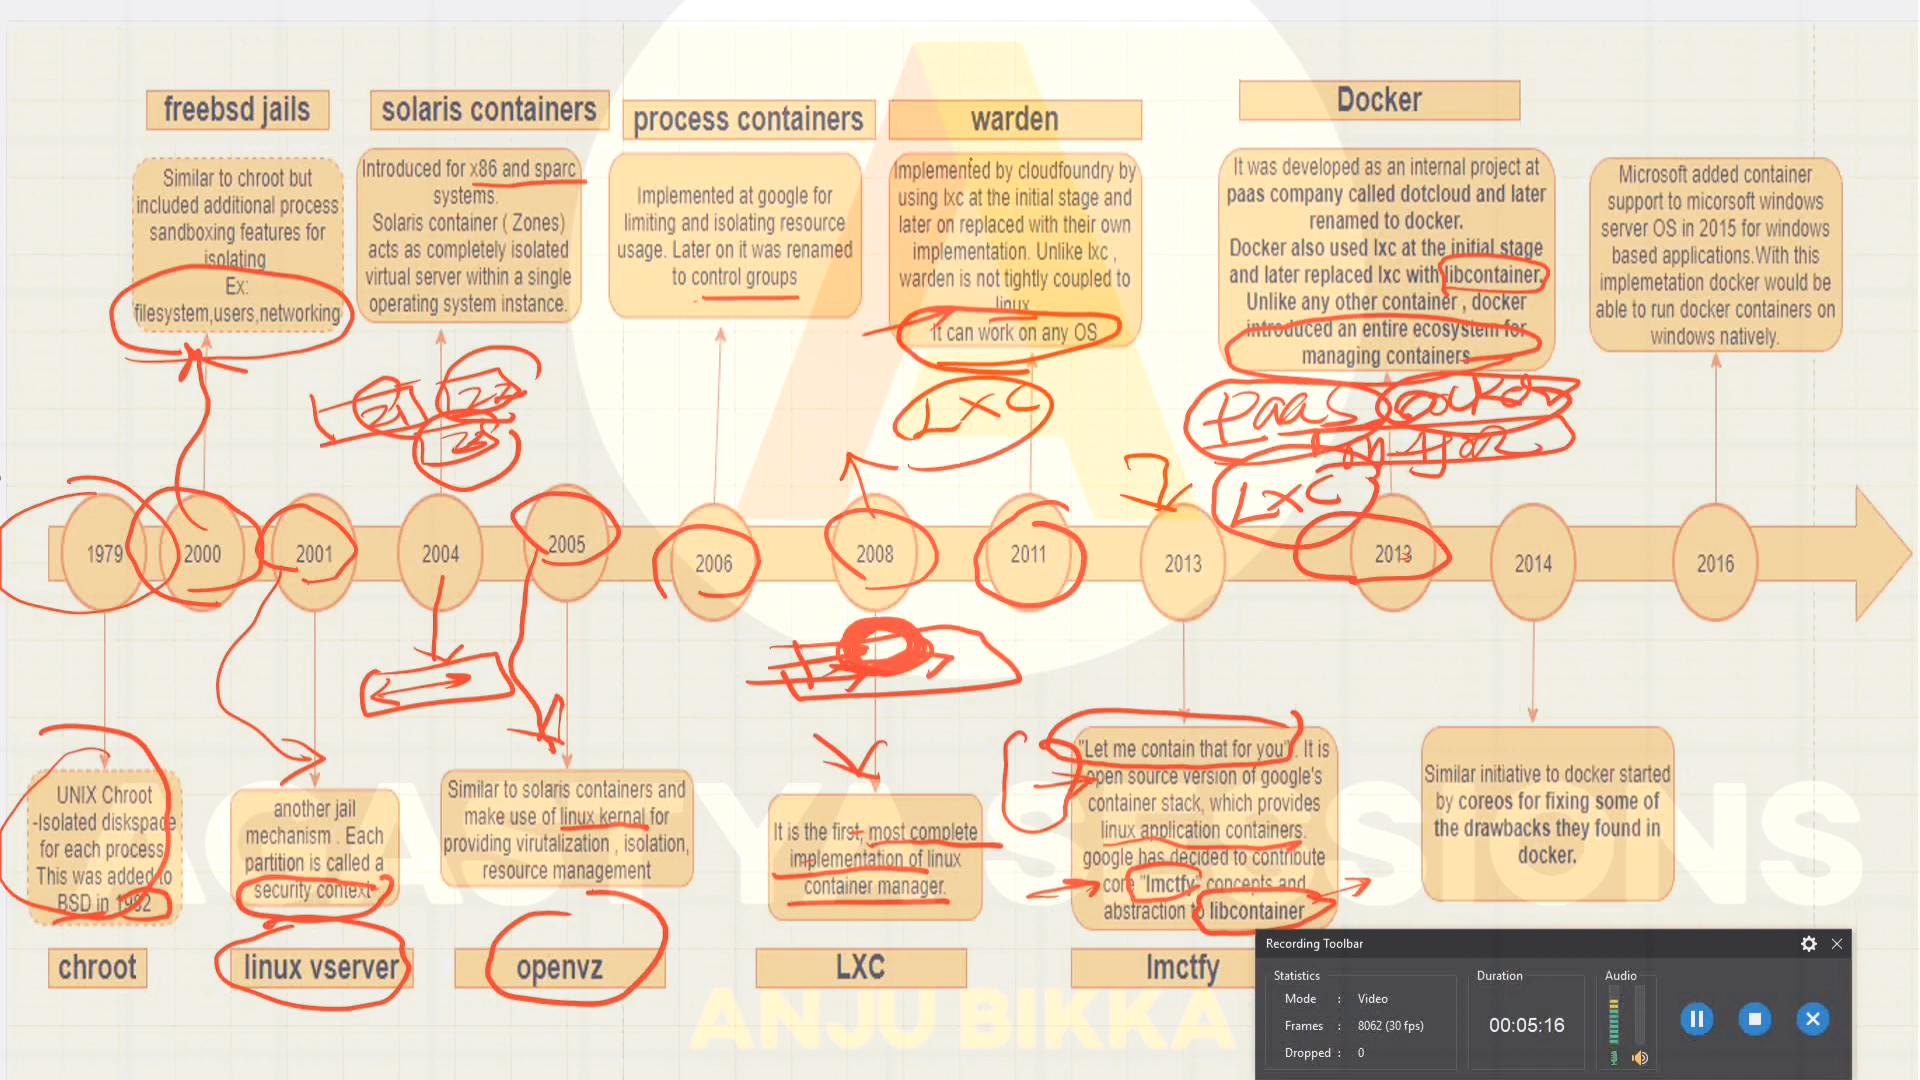 freebsd jails
solaris containers
process containers
warden
Docker
Similar to chroot but
included additional process
sandboxing features for
isolating
Ex:
filesystem,users,networking
Introduced for x86 and sparc
systems.
Solaris container ( Zones)
acts as completely isolated
virtual server within a single
operating system instance.
Implemented at google for
limiting and isolating resource
usage. Later on it was renamed
to control groups
Implemented by cloudfoundry by
using lxc at the initial stage and
later on replaced with their own
implementation. Unlike lxc ,
warden is not tightly coupled to
linux
It can work on any OS
It was developed as an internal project at
paas company called dotcloud and later
renamed to docker.
Docker also used lxc at the initial stage
and later replaced lxc with libcontainer.
Unlike any other container , docker
introduced an entire ecosystem for
managing containers
Microsoft added container
support to micorsoft windows
server OS in 2015 for windows
based applications.With this
implemetation docker would be
able to run docker containers on
windows natively.
LXC
Paas
Docker
LXC
1979
2000
2001
2004
2005
2006
2008
2011
2013
2013
2014
2016
UNIX Chroot
-Isolated diskspace
for each process
This was added to
BSD in 1982
another jail
mechanism . Each
partition is called a
security context
Similar to solaris containers and
make use of linux kernal for
providing virutalization , isolation,
resource management
It is the first, most complete
implementation of linux
container manager.
"Let me contain that for you" . It is
open source version of google's
container stack, which provides
linux application containers.
google has decided to contribute
core "lmctfy" concepts and
abstraction to libcontainer
Similar initiative to docker started
by coreos for fixing some of
the drawbacks they found in
docker.
chroot
linux vserver
openvz
LXC
lmctfy
AGASTYA SESSIONS
ANJU BIKKA
Recording Toolbar
Statistics
Mode : Video
Frames : 8062 (30 fps)
Dropped : 0
Duration
00:05:16
Audio